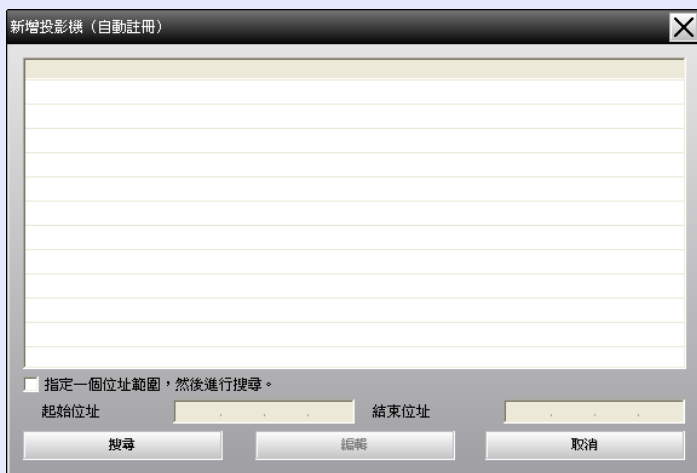 新增投影機（自動註冊）
指定一個位址範圍，然後進行搜尋。
起始位址 . . . 結束位址 . . .
搜尋 編輯 取消